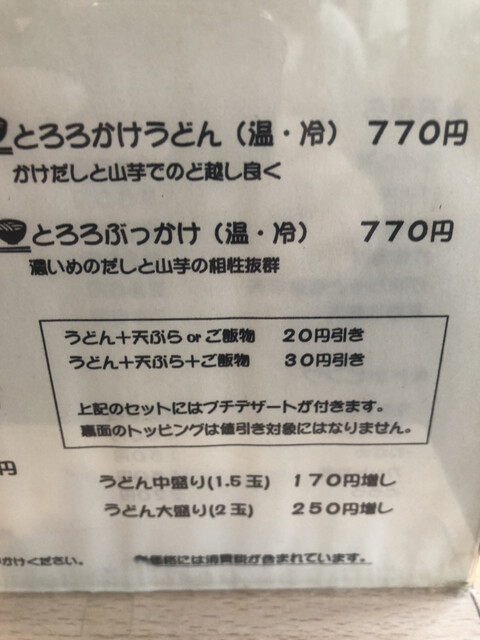 とろろかけうどん（温・冷） 770円
かけだしと山芋でのど越し良く
とろろぶっかけ（温・冷） 770円
濃いめのだしと山芋の相性抜群
うどん＋天ぷら or ご飯物 20円引き
うどん＋天ぷら＋ご飯物 30円引き
上記のセットにはプチデザートが付きます。
裏面のトッピングは値引き対象にはなりません。
円
うどん中盛り(1.5玉) 170円増し
うどん大盛り(2玉) 250円増し
かけください。 価格には消費税が含まれています。